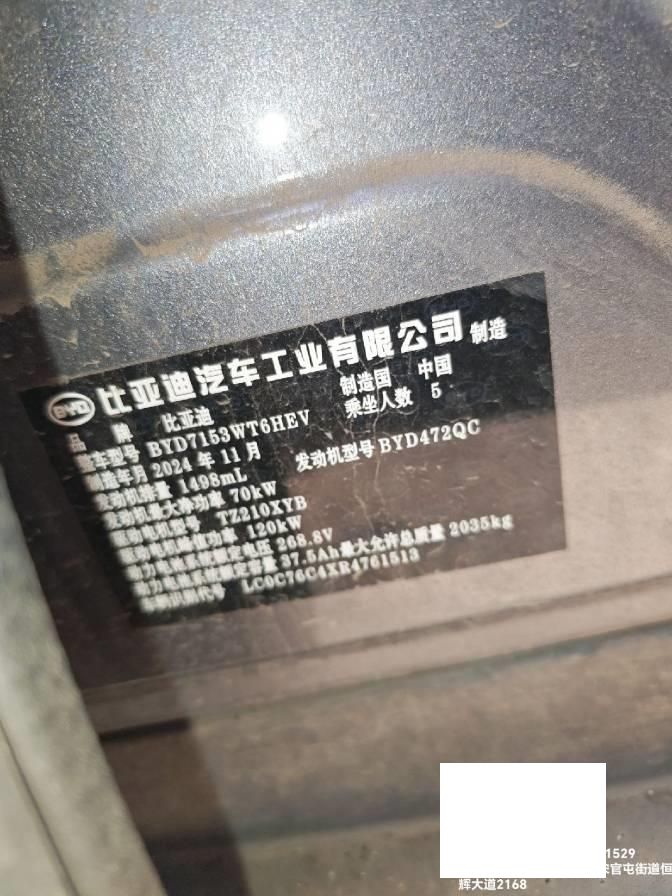 BYD 比亚迪汽车工业有限公司 制造
品 牌 比亚迪 制造国 中国
整车型号 BYD7153WT6HEV 乘坐人数 5
制造年月 2024 年 11 月
发动机排量 1498mL 发动机型号 BYD472QC
发动机最大净功率 70kW
驱动电机型号 TZ210XYB
驱动电机峰值功率 120kW
动力电池系统额定电压 268.8V
动力电池系统额定容量 37.5Ah 最大允许总质量 2035kg
车辆识别代号 LC0C76C4XR4761513
1529
官屯街道恒
辉大道2168